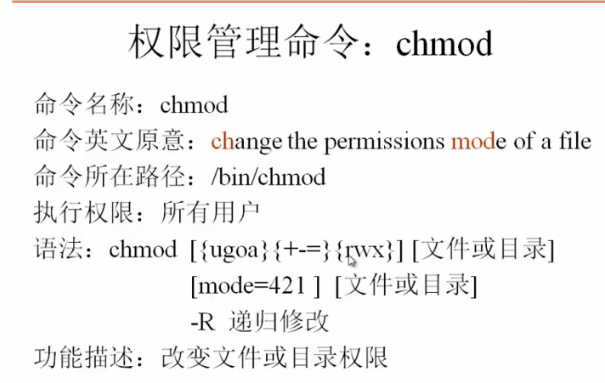 权限管理命令：chmod
命令名称：chmod
命令英文原意：change the permissions mode of a file
命令所在路径：/bin/chmod
执行权限：所有用户
语法：chmod [{ugoa}{+-=}{rwx}] [文件或目录]
[mode=421 ] [文件或目录]
-R 递归修改
功能描述：改变文件或目录权限